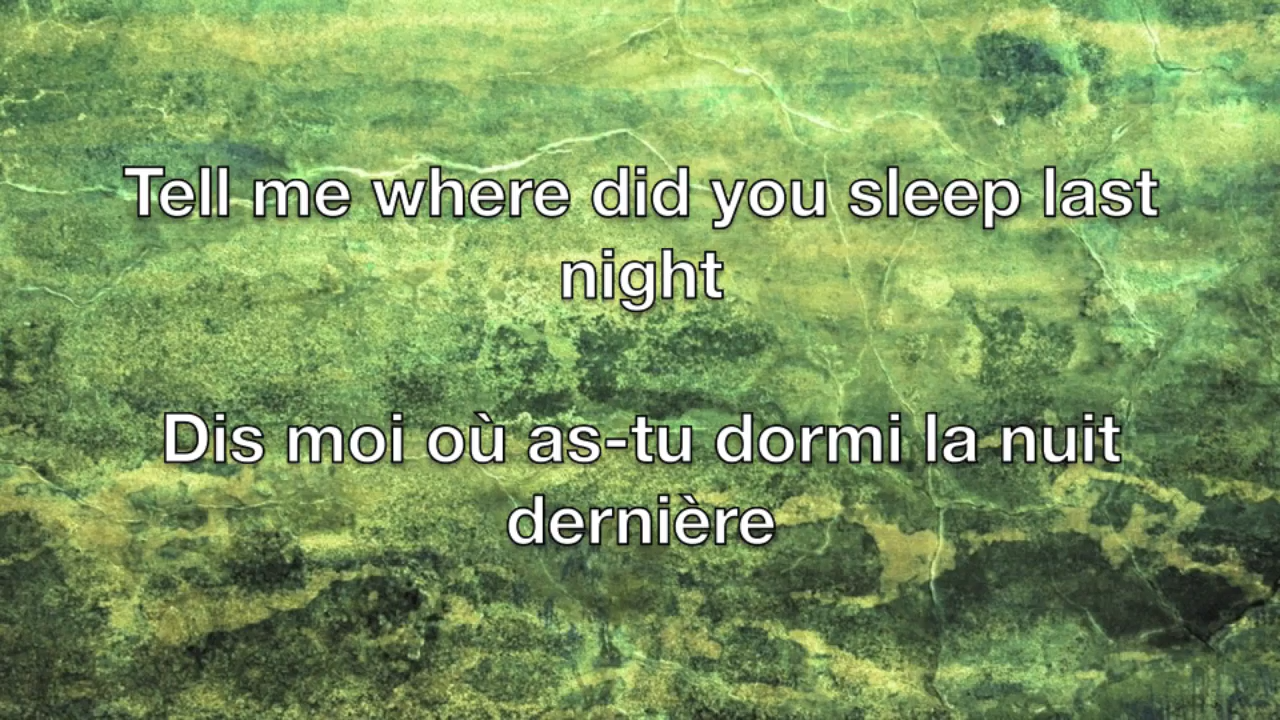 Tell me where did you sleep last
night
Dis moi où as-tu dormi la nuit
dernière